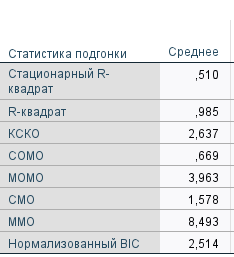 Статистика подгонки Среднее
Стационарный R-
квадрат ,510
R-квадрат ,985
КСКО 2,637
СОМО ,669
МОМО 3,963
СМО 1,578
ММО 8,493
Нормализованный BIC 2,514